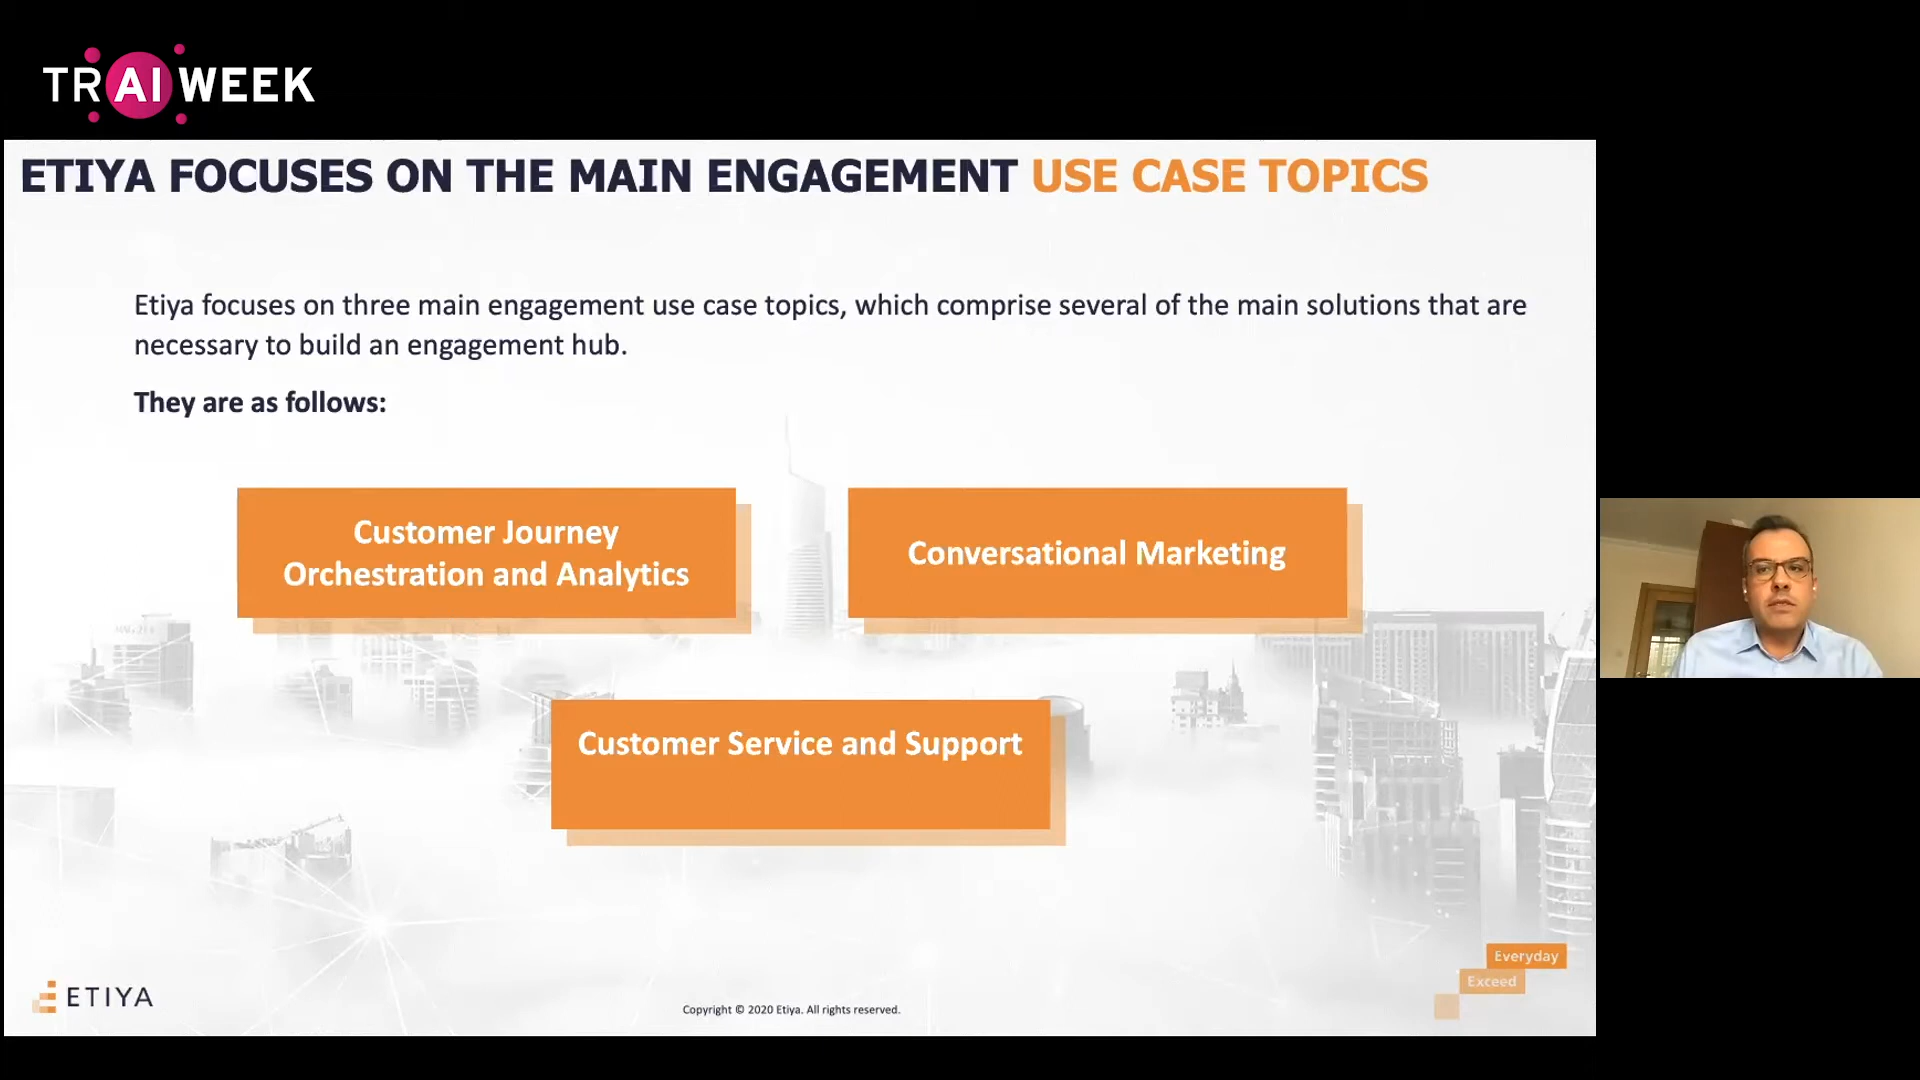 TRAI WEEK
ETIYA FOCUSES ON THE MAIN ENGAGEMENT USE CASE TOPICS
Etiya focuses on three main engagement use case topics, which comprise several of the main solutions that are
necessary to build an engagement hub.
They are as follows:
Customer Journey
Orchestration and Analytics
Conversational Marketing
Customer Service and Support
Everyday
Exceed
ETIYA
Copyright © 2020 Etiya. All rights reserved.